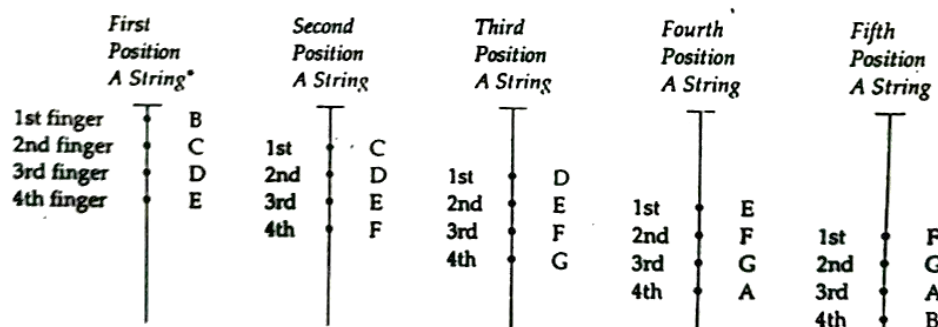 First Position A String*
1st finger B
2nd finger C
3rd finger D
4th finger E
Second Position A String
1st C
2nd D
3rd E
4th F
Third Position A String
1st D
2nd E
3rd F
4th G
Fourth Position A String
1st E
2nd F
3rd G
4th A
Fifth Position A String
1st F
2nd G
3rd A
4th B